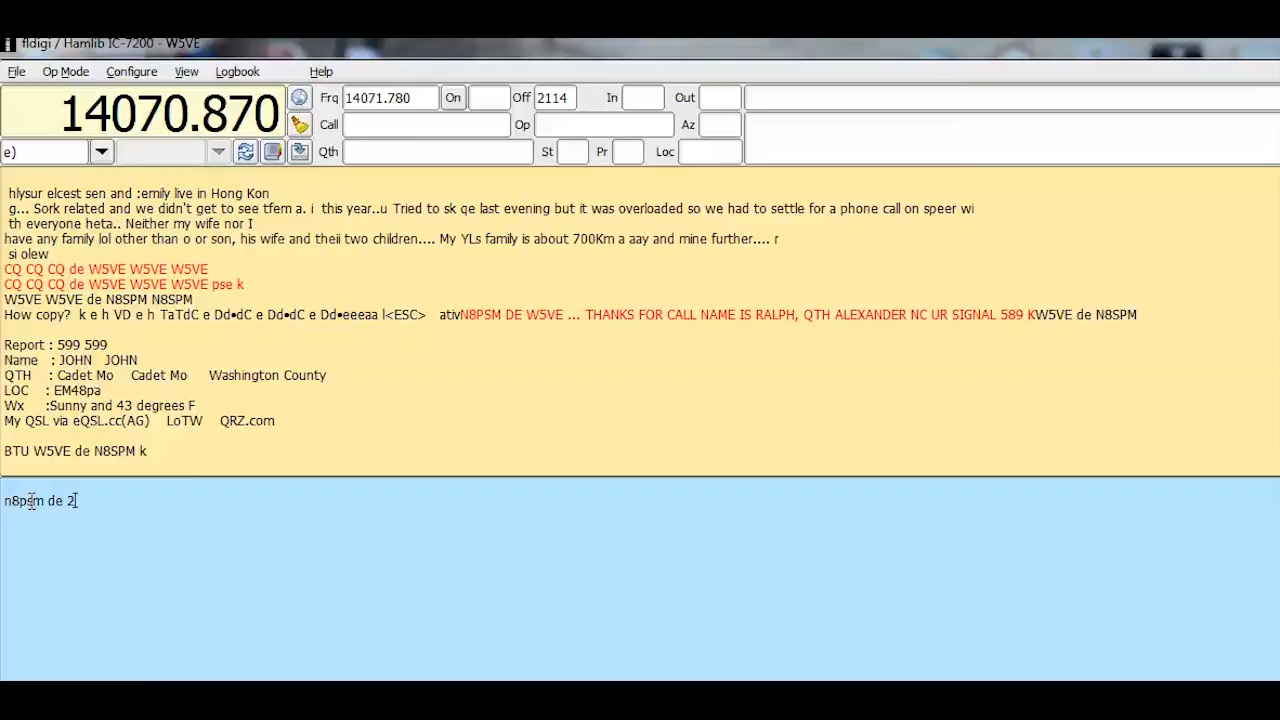 fldigi / Hamlib IC-7200 - W5VE
File Op Mode Configure View Logbook Help
14070.870 Frq 14071.780 On Off 2114 In Out
Call Op Az
e) Qth St Pr Loc
hlysur elcest sen and :emily live in Hong Kon
g... Sork related and we didn't get to see tfem a. i this year..u Tried to sk qe last evening but it was overloaded so we had to settle for a phone call on speer wi
th everyone heta.. Neither my wife nor I
have any family lol other than o or son, his wife and theii two children.... My YLs family is about 700Km a aay and mine further.... r
si olew
CQ CQ CQ de W5VE W5VE W5VE
CQ CQ CQ de W5VE W5VE W5VE pse k
W5VE W5VE de N8SPM N8SPM
How copy? k e h VD e h TaTdC e Dd•dC e Dd•dC e Dd•eeeaa l<ESC> ativN8PSM DE W5VE ... THANKS FOR CALL NAME IS RALPH, QTH ALEXANDER NC UR SIGNAL 589 KW5VE de N8SPM
Report : 599 599
Name : JOHN JOHN
QTH : Cadet Mo Cadet Mo Washington County
LOC : EM48pa
Wx :Sunny and 43 degrees F
My QSL via eQSL.cc(AG) LoTW QRZ.com
BTU W5VE de N8SPM k
n8psm de 2